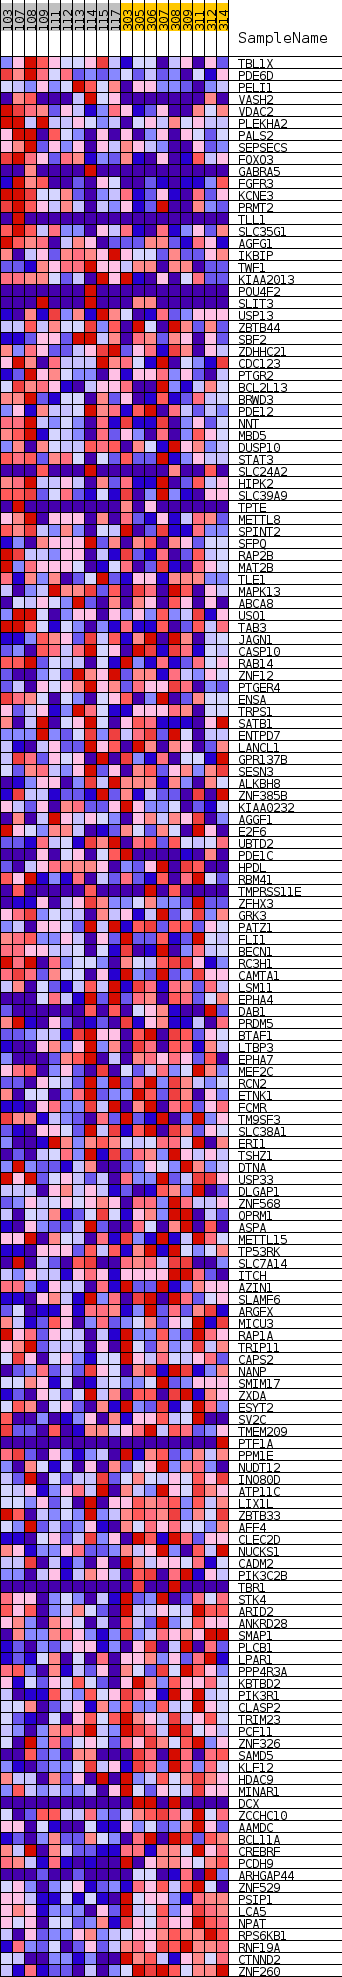 103 107 108 109 111 112 113 114 115 117 303 305 306 307 308 309 311 312 314
SampleName
TBL1X
PDE6D
PELI1
VASH2
VDAC2
PLEKHA2
PALS2
SEPSECS
FOXO3
GABRA5
FGFR3
KCNE3
PRMT2
TLL1
SLC35G1
AGFG1
IKBIP
TWF1
KIAA2013
POU4F2
SLIT3
USP13
ZBTB44
SBF2
ZDHHC21
CDC123
PTGR2
BCL2L13
BRWD3
PDE12
NNT
MBD5
DUSP10
STAT3
SLC24A2
HIPK2
SLC39A9
TPTE
METTL8
SPINT2
SFPQ
RAP2B
MAT2B
TLE1
MAPK13
ABCA8
USO1
TAB3
JAGN1
CASP10
RAB14
ZNF12
PTGER4
ENSA
TRPS1
SATB1
ENTPD7
LANCL1
GPR137B
SESN3
ALKBH8
ZNF385B
KIAA0232
AGGF1
E2F6
UBTD2
PDE1C
HPDL
RBM41
TMPRSS11E
ZFHX3
GRK3
PATZ1
FLI1
BECN1
RC3H1
CAMTA1
LSM11
EPHA4
DAB1
PRDM5
BTAF1
LTBP3
EPHA7
MEF2C
RCN2
ETNK1
FCMR
TM9SF3
SLC38A1
ERI1
TSHZ1
DTNA
USP33
DLGAP1
ZNF568
OPRM1
ASPA
METTL15
TP53RK
SLC7A14
ITCH
AZIN1
SLAMF6
ARGFX
MICU3
RAP1A
TRIP11
CAPS2
NANP
SMIM17
ZXDA
ESYT2
SV2C
TMEM209
PTF1A
PPM1E
NUDT12
INO80D
ATP11C
LIX1L
ZBTB33
AFF4
CLEC2D
NUCKS1
CADM2
PIK3C2B
TBR1
STK4
ARID2
ANKRD28
SMAP1
PLCB1
LPAR1
PPP4R3A
KBTBD2
PIK3R1
CLASP2
TRIM23
PCF11
ZNF326
SAMD5
KLF12
HDAC9
MINAR1
DCX
ZCCHC10
AAMDC
BCL11A
CREBRF
PCDH9
ARHGAP44
ZNF529
PSIP1
LCA5
NPAT
RPS6KB1
RNF19A
CTNND2
ZNF260